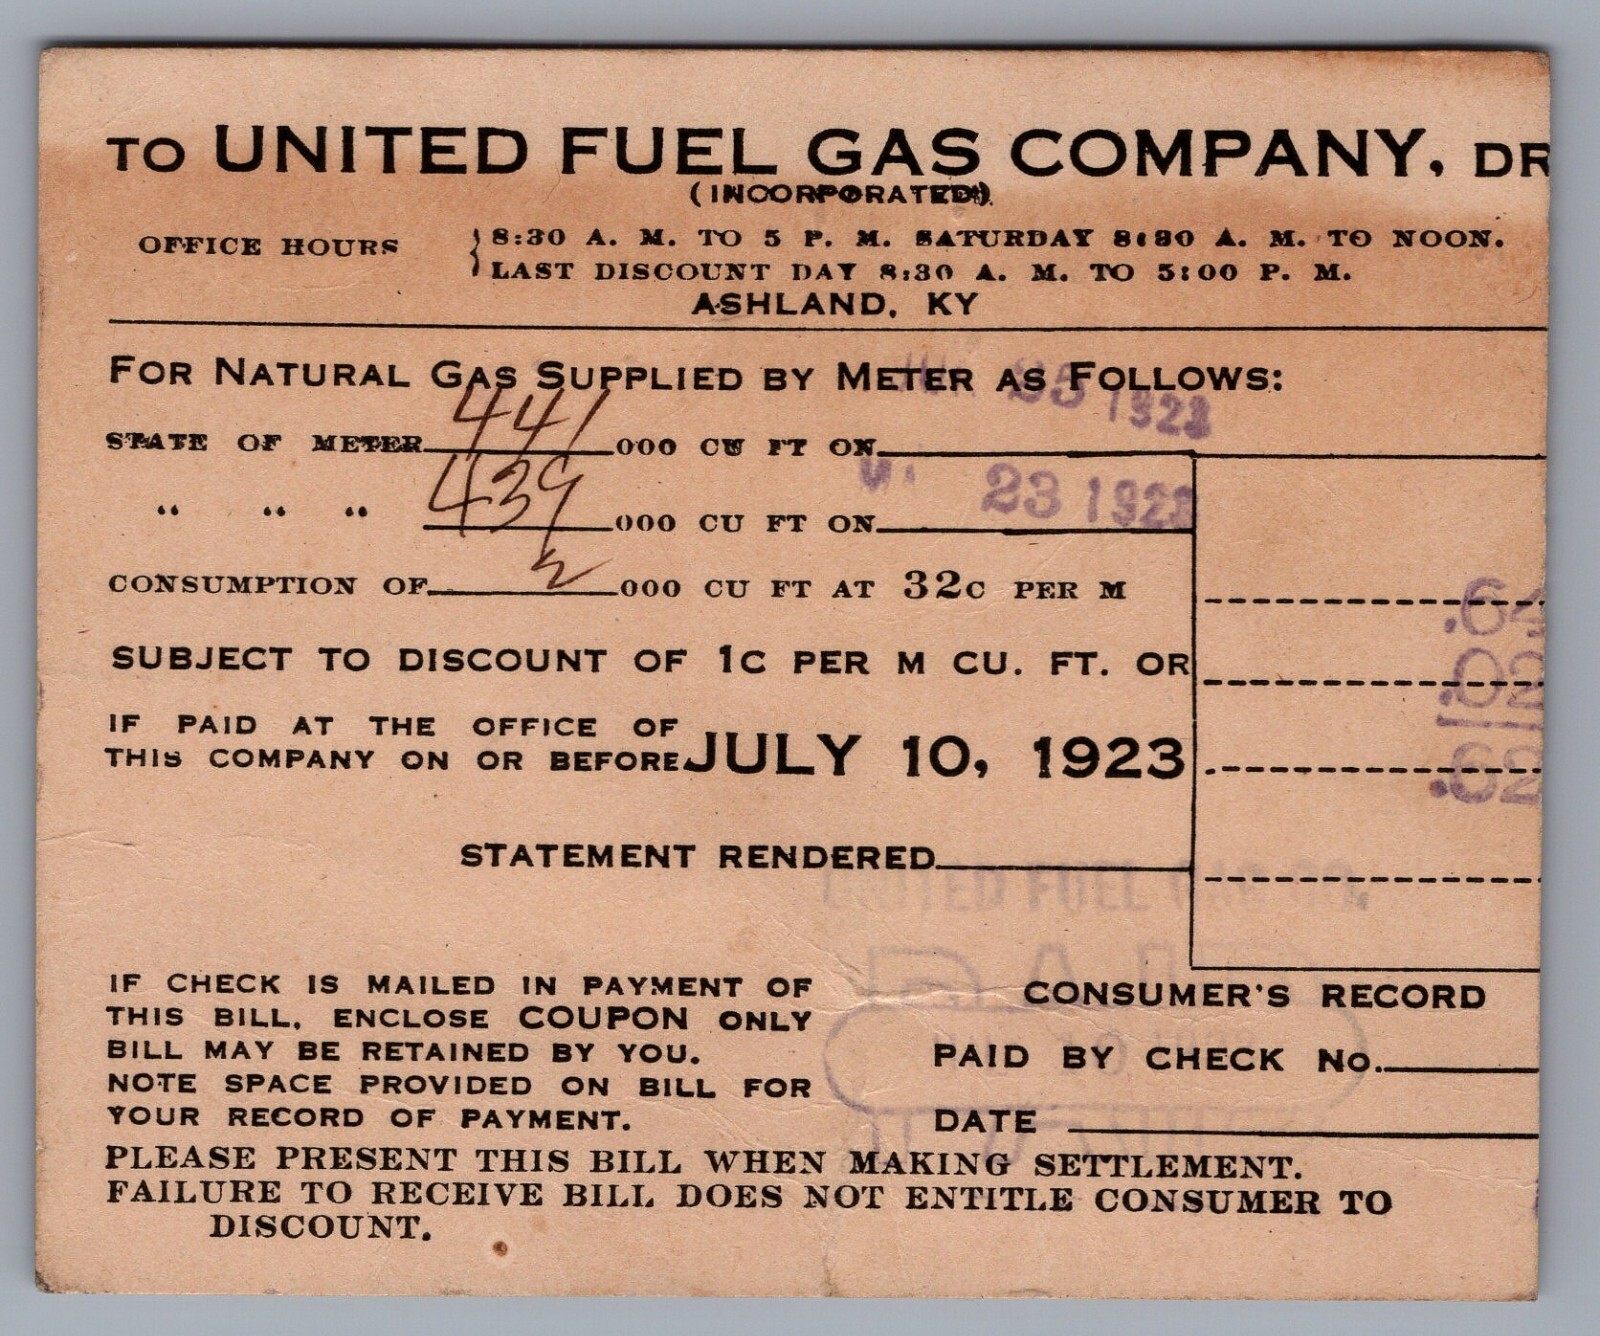 TO UNITED FUEL GAS COMPANY, DR
(INCORPORATED)
OFFICE HOURS { 8:30 A. M. TO 5 P. M. SATURDAY 8:30 A. M. TO NOON.
LAST DISCOUNT DAY 8:30 A. M. TO 5:00 P. M.
ASHLAND, KY
FOR NATURAL GAS SUPPLIED BY METER AS FOLLOWS:
25 1923
STATE OF METER 441 000 CU FT ON
" " " 439 000 CU FT ON 23 1923
CONSUMPTION OF 2 000 CU FT AT 32C PER M .64
SUBJECT TO DISCOUNT OF 1C PER M CU. FT. OR .02
IF PAID AT THE OFFICE OF
THIS COMPANY ON OR BEFORE JULY 10, 1923 .62
STATEMENT RENDERED
UNITED FUEL
IF CHECK IS MAILED IN PAYMENT OF
THIS BILL, ENCLOSE COUPON ONLY
BILL MAY BE RETAINED BY YOU.
NOTE SPACE PROVIDED ON BILL FOR
YOUR RECORD OF PAYMENT.
CONSUMER'S RECORD
PAID BY CHECK No.
DATE
PLEASE PRESENT THIS BILL WHEN MAKING SETTLEMENT.
FAILURE TO RECEIVE BILL DOES NOT ENTITLE CONSUMER TO
DISCOUNT.